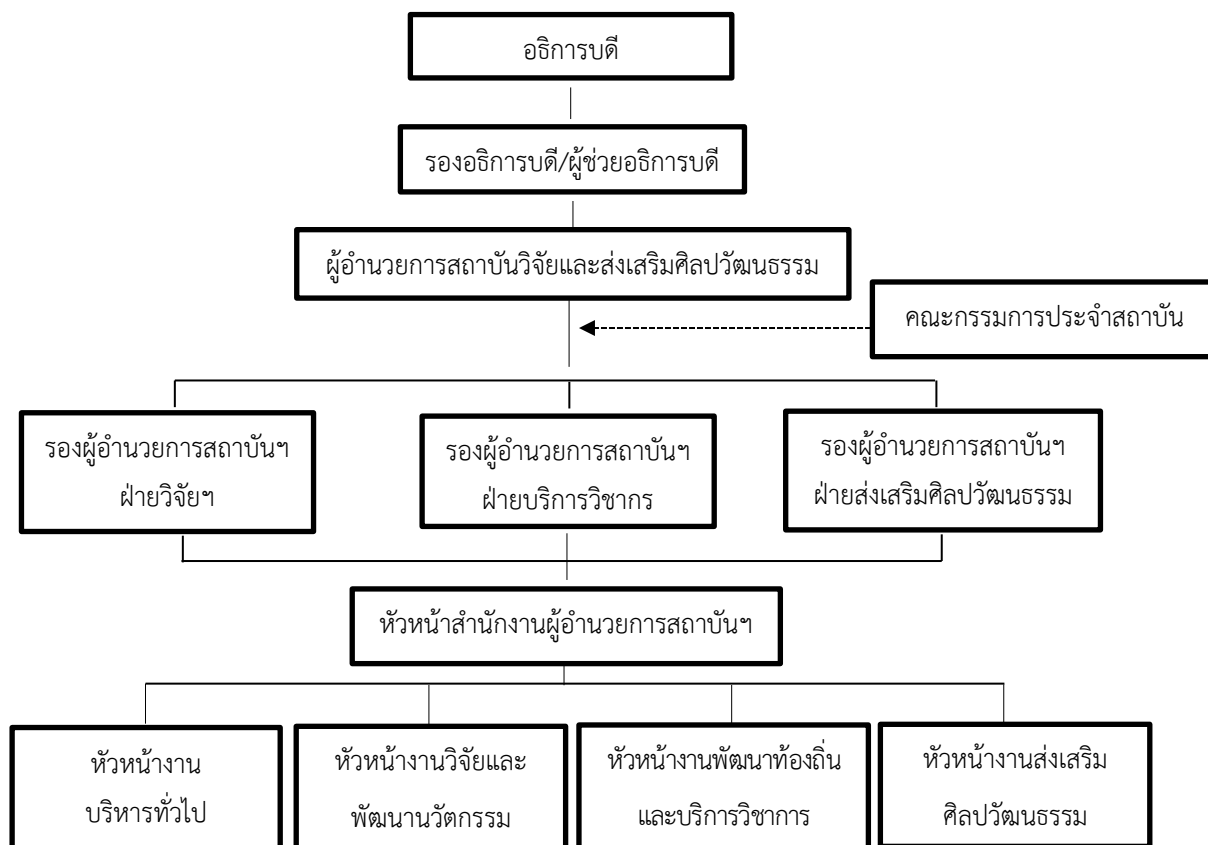 อธิการบดี
รองอธิการบดี/ผู้ช่วยอธิการบดี
ผู้อำนวยการสถาบันวิจัยและส่งเสริมศิลปวัฒนธรรม
คณะกรรมการประจำสถาบัน
รองผู้อำนวยการสถาบันฯ
ฝ่ายวิจัยฯ
รองผู้อำนวยการสถาบันฯ
ฝ่ายบริการวิชากร
รองผู้อำนวยการสถาบันฯ
ฝ่ายส่งเสริมศิลปวัฒนธรรม
หัวหน้าสำนักงานผู้อำนวยการสถาบันฯ
หัวหน้างาน
บริหารทั่วไป
หัวหน้างานวิจัยและ
พัฒนานวัตกรรม
หัวหน้างานพัฒนาท้องถิ่น
และบริการวิชาการ
หัวหน้างานส่งเสริม
ศิลปวัฒนธรรม